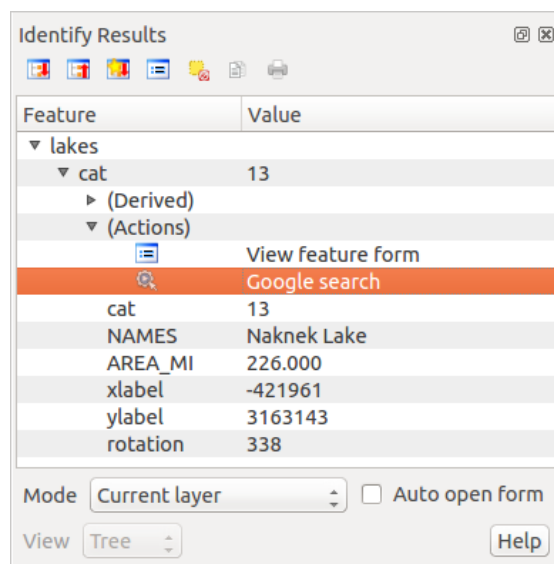 Identify Results
Feature Value
lakes
cat 13
(Derived)
(Actions)
View feature form
Google search
cat 13
NAMES Naknek Lake
AREA_MI 226.000
xlabel -421961
ylabel 3163143
rotation 338
Mode Current layer Auto open form
View Tree Help